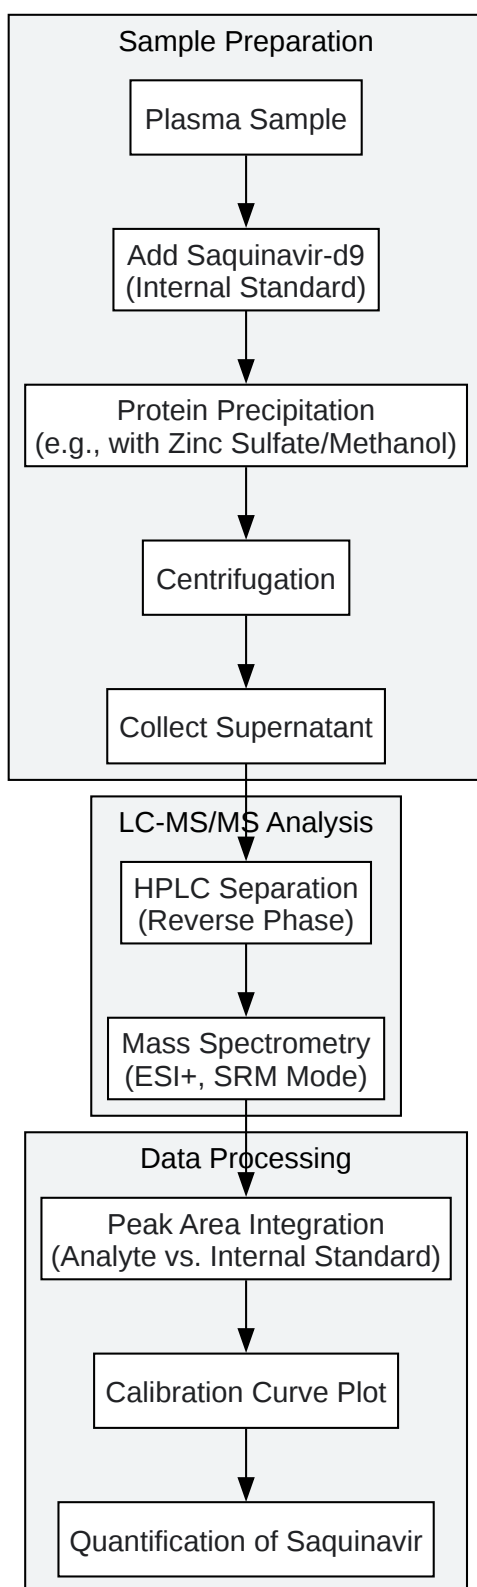 Sample Preparation
Plasma Sample
Add Saquinavir-d9
(Internal Standard)
Protein Precipitation
(e.g., with Zinc Sulfate/Methanol)
Centrifugation
Collect Supernatant
LC-MS/MS Analysis
HPLC Separation
(Reverse Phase)
Mass Spectrometry
(ESI+, SRM Mode)
Data Processing
Peak Area Integration
(Analyte vs. Internal Standard)
Calibration Curve Plot
Quantification of Saquinavir